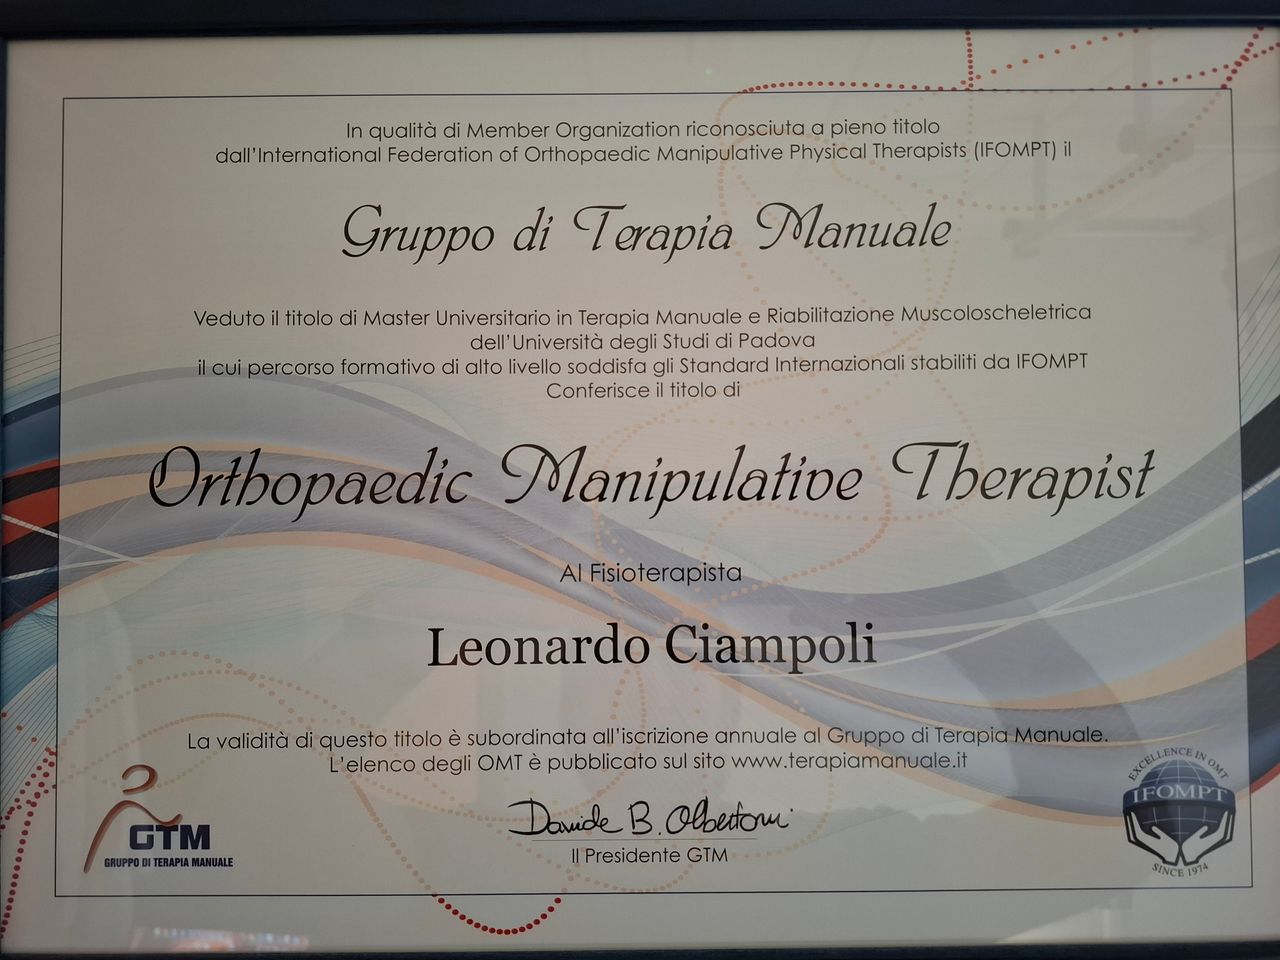 In qualità di Member Organization riconosciuta a pieno titolo
dall'International Federation of Orthopaedic Manipulative Physical Therapists (IFOMPT) il
Gruppo di Terapia Manuale
Veduto il titolo di Master Universitario in Terapia Manuale e Riabilitazione Muscoloscheletrica
dell'Università degli Studi di Padova
il cui percorso formativo di alto livello soddisfa gli Standard Internazionali stabiliti da IFOMPT
Conferisce il titolo di
Orthopaedic Manipulative Therapist
Al Fisioterapista
Leonardo Ciampoli
La validità di questo titolo è subordinata all'iscrizione annuale al Gruppo di Terapia Manuale.
L'elenco degli OMT è pubblicato sul sito www.terapiamanuale.it
Davide B. Albertoni
Il Presidente GTM
GTM
GRUPPO DI TERAPIA MANUALE
EXCELLENCE IN OMT
IFOMPT
SINCE 1974